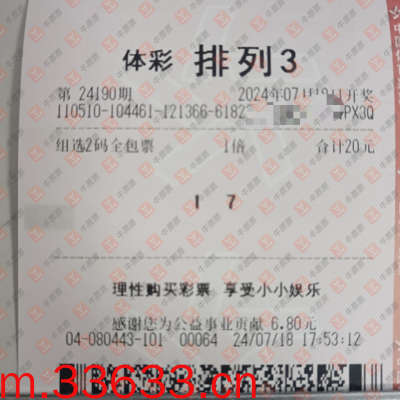 体彩 排列3
第 24190期 2024年07月19日开奖
110510-104461-121366-6182 PX3Q
组选2码全包票 1倍 合计20元
1 7
理性购买彩票 享受小小娱乐
感谢您为公益事业贡献 6.80元
04-080443-101 00064 24/07/18 17:53:12
m.33633.cn